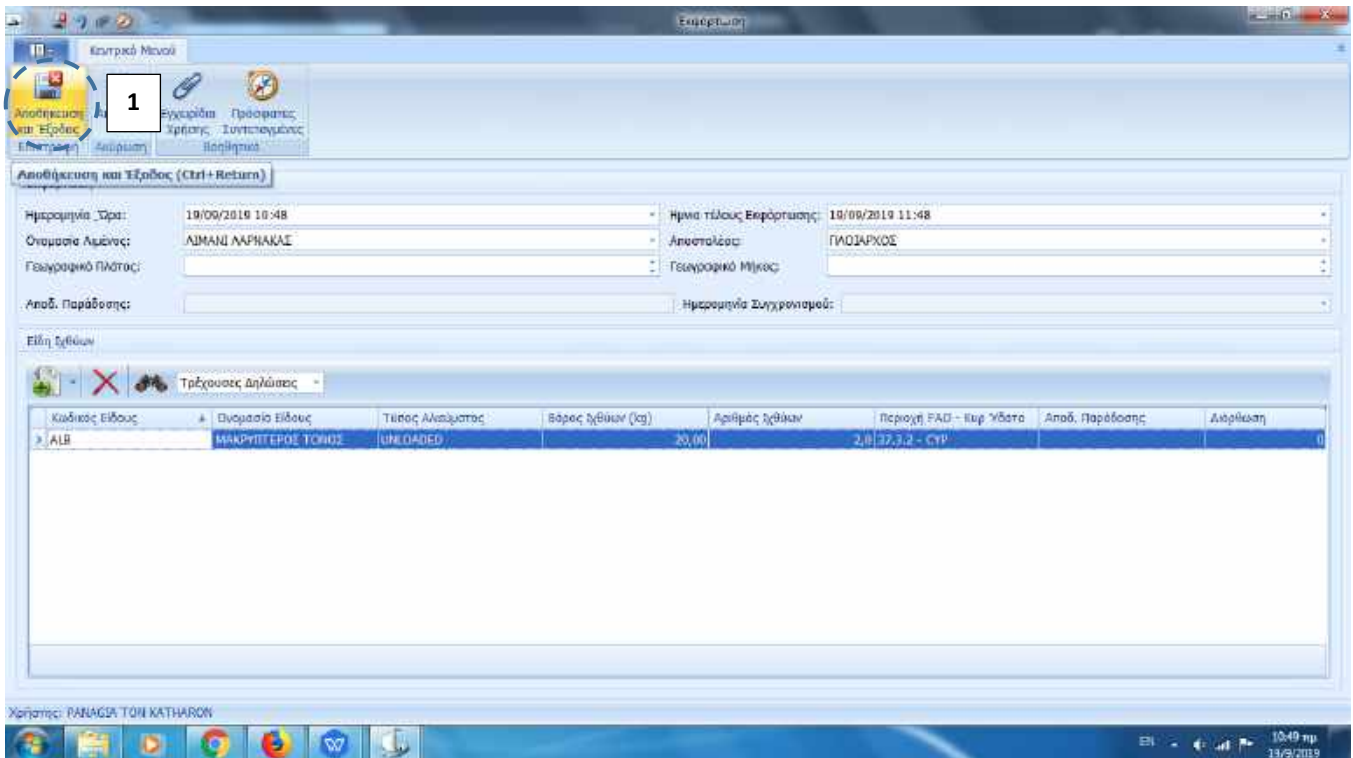 Εκφόρτωση
Κεντρικό Μενού
1
Αποθήκευση Εγχειρίδια Πρόσφατες
και Έξοδος Χρήσης Συντεταγμένες
Επιστροφή Ακύρωση Βοηθητικά
Αποθήκευση και Έξοδος (Ctrl+Return)
Ημερομηνία Ώρα: 19/09/2019 10:48 Ημνια τέλους Εκφόρτωσης: 19/09/2019 11:48
Ονομασία Λιμένος: ΛΙΜΑΝΙ ΛΑΡΝΑΚΑΣ Αποστολέας: ΠΛΟΙΑΡΧΟΣ
Γεωγραφικό Πλάτος: Γεωγραφικό Μήκος:
Αποδ. Παράδοσης: Ημερομηνία Συγχρονισμού:
Είδη Ιχθύων
Τρέχουσες Δηλώσεις
Κωδικός Είδους Ονομασία Είδους Τύπος Αλιεύματος Βάρος Ιχθύων (kg) Αριθμός Ιχθύων Περιοχή FAO - Κυρ Ύδατα Αποδ. Παράδοσης Διόρθωση
ALB ΜΑΚΡΥΠΤΕΡΟΣ ΤΟΝΟΣ UNLOADED 20,00 2,0 37.3.2 - CYP 0
Χρήστης: PANAGIA TON KATHARON
EN 10:49 πμ
19/9/2019